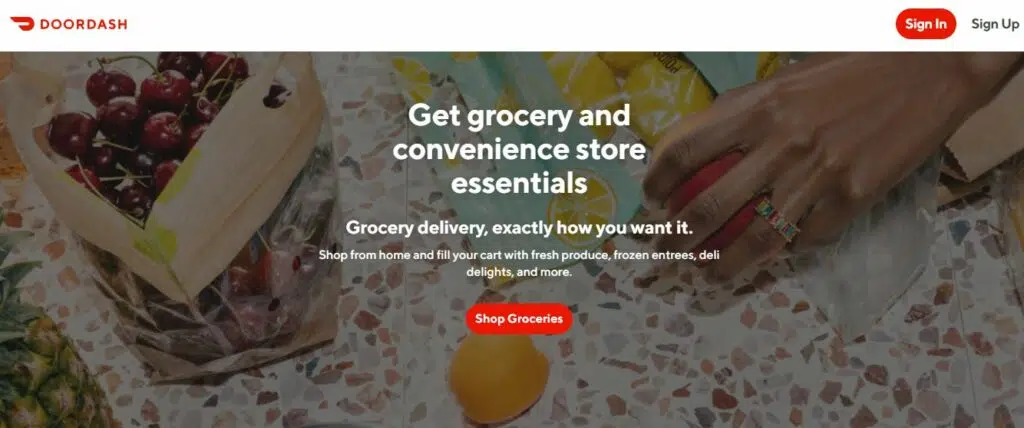 DOORDASH
Sign In
Sign Up
Get grocery and
convenience store
essentials
Grocery delivery, exactly how you want it.
Shop from home and fill your cart with fresh produce, frozen entrees, deli
delights, and more.
Shop Groceries